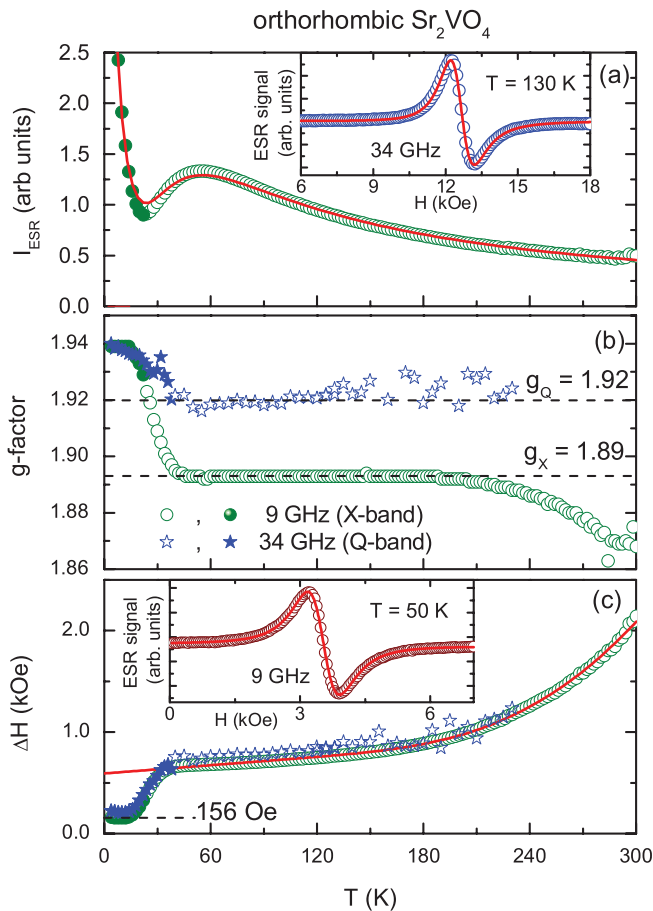 orthorhombic Sr₂VO₄
2.5
2.0
1.5
1.0
0.5
0.0
I_ESR (arb units)
(a)
ESR signal
(arb. units)
T = 130 K
34 GHz
6 9 12 15 18
H (kOe)
1.94
1.92
1.90
1.88
1.86
g-factor
(b)
g_Q = 1.92
g_X = 1.89
, 9 GHz (X-band)
, 34 GHz (Q-band)
2.0
1.0
0.0
ΔH (kOe)
(c)
ESR signal
(arb. units)
T = 50 K
9 GHz
0 3 6
H (kOe)
156 Oe
0 60 120 180 240 300
T (K)